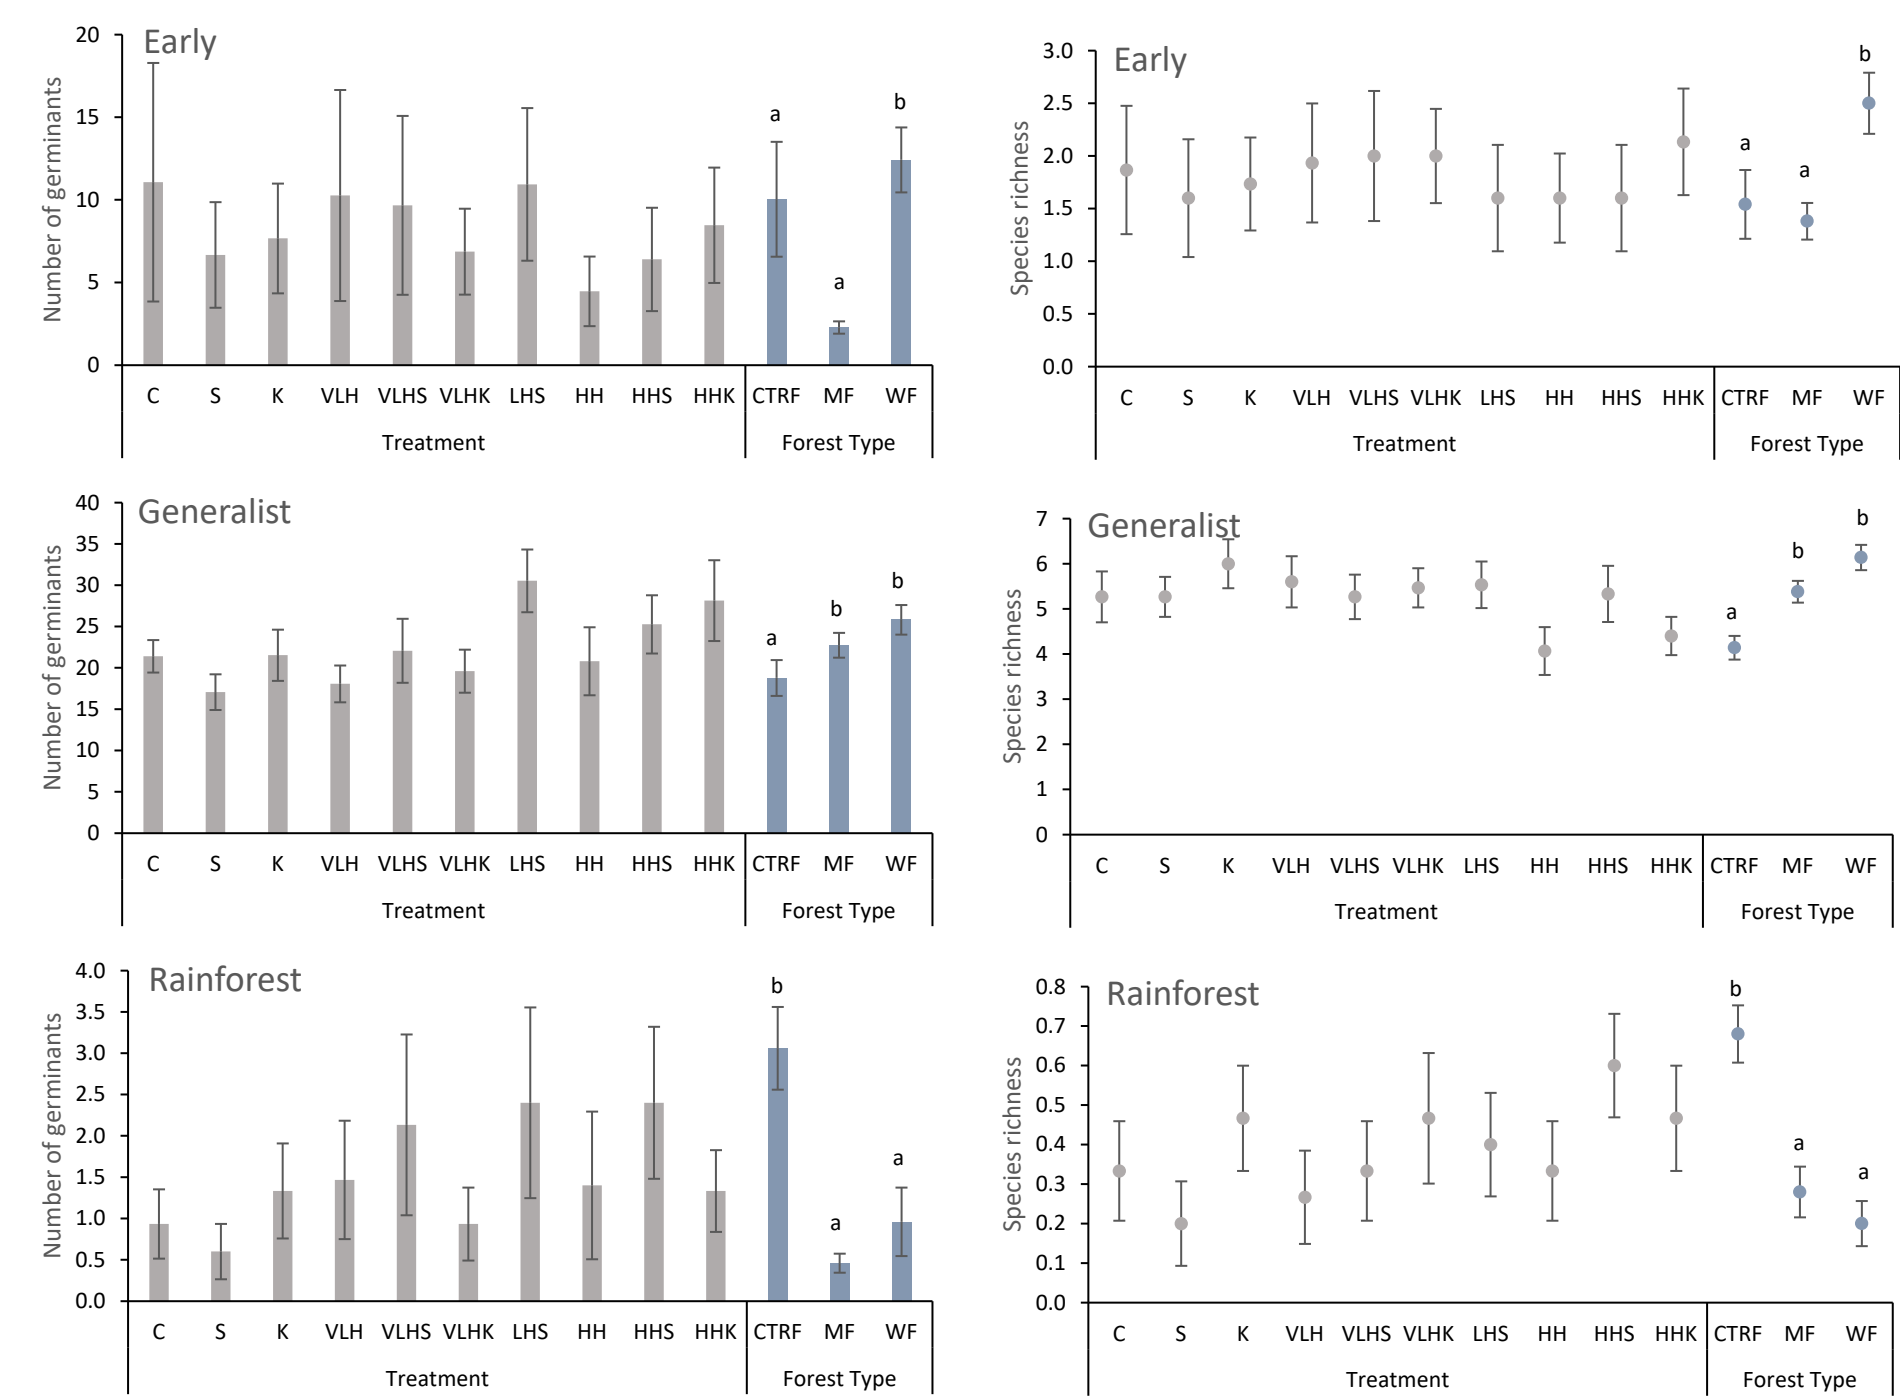 Early
Number of germinants
20
15
10
5
0
a
a
b
C S K VLH VLHS VLHK LHS HH HHS HHK CTRF MF WF
Treatment Forest Type
Early
Species richness
3.0
2.5
2.0
1.5
1.0
0.5
0.0
a
a
b
C S K VLH VLHS VLHK LHS HH HHS HHK CTRF MF WF
Treatment Forest Type
Generalist
Number of germinants
40
35
30
25
20
15
10
5
0
a
b
b
C S K VLH VLHS VLHK LHS HH HHS HHK CTRF MF WF
Treatment Forest Type
Generalist
Species richness
7
6
5
4
3
2
1
0
a
b
b
C S K VLH VLHS VLHK LHS HH HHS HHK CTRF MF WF
Treatment Forest Type
Rainforest
Number of germinants
4.0
3.5
3.0
2.5
2.0
1.5
1.0
0.5
0.0
b
a
a
C S K VLH VLHS VLHK LHS HH HHS HHK CTRF MF WF
Treatment Forest Type
Rainforest
Species richness
0.8
0.7
0.6
0.5
0.4
0.3
0.2
0.1
0.0
b
a
a
C S K VLH VLHS VLHK LHS HH HHS HHK CTRF MF WF
Treatment Forest Type